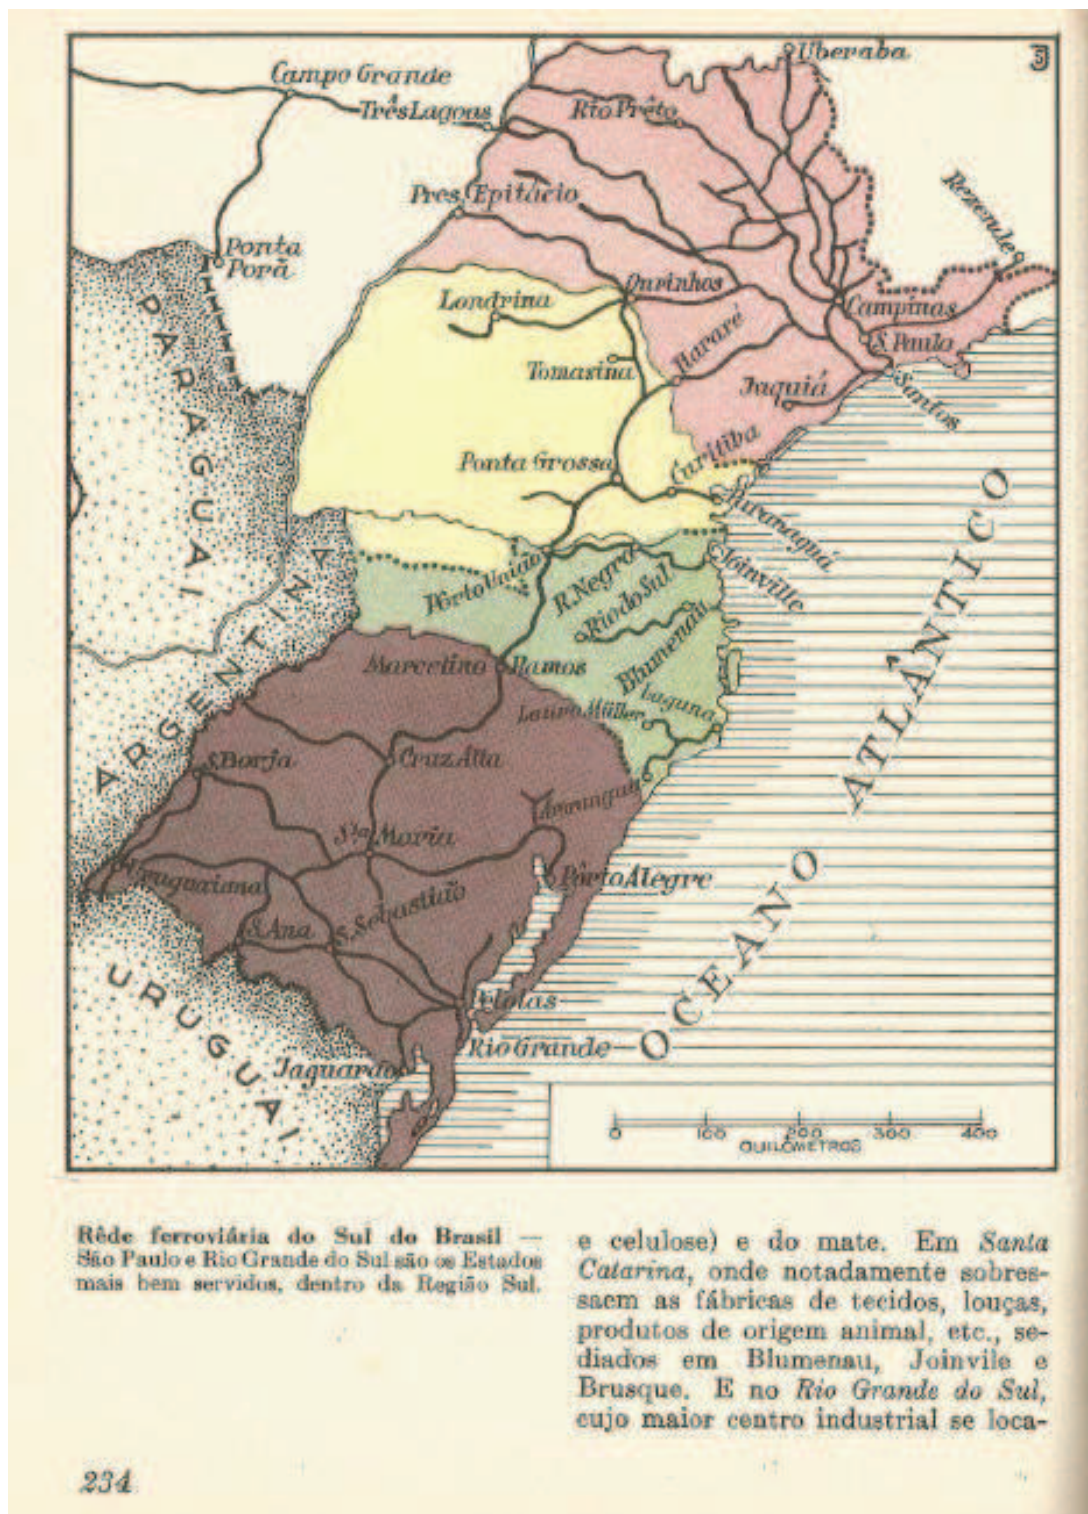 3
Uberaba
Campo Grande
Três Lagoas
Rio Prêto
Rezende
Pres. Epitácio
Ponta
Porã
PARAGUAI
Londrina
Ourinhos
Campinas
S. Paulo
Hararé
Tomasina
Jaquiá
Santos
Ponta Grossa
Curitiba
Joinville
ARGENTINA
Pôrto União
R. Negro
Rio do Sul
Blumenau
OCEANO ATLÂNTICO
Marcelino Ramos
Lauro Müller
Laguna
S. Borja
Cruz Alta
Sta Maria
Uruguaiana
Pôrto Alegre
S. Sebastião
S. Ana
URUGUAI
Pelotas
Rio Grande
Jaguarão
0 100 200 300 400
QUILÔMETROS
Rêde ferroviária do Sul do Brasil —
São Paulo e Rio Grande do Sul são os Estados
mais bem servidos, dentro da Região Sul.
e celulose) e do mate. Em Santa
Catarina, onde notadamente sobres-
saem as fábricas de tecidos, louças,
produtos de origem animal, etc., se-
diados em Blumenau, Joinvile e
Brusque. E no Rio Grande do Sul,
cujo maior centro industrial se loca-
234